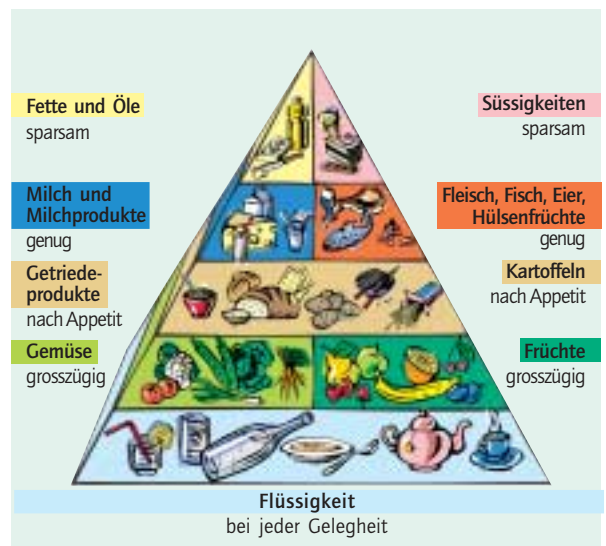 Fette und Öle
sparsam
Süssigkeiten
sparsam
Milch und
Milchprodukte
genug
Fleisch, Fisch, Eier,
Hülsenfrüchte
genug
Getriede-
produkte
nach Appetit
Kartoffeln
nach Appetit
Gemüse
grosszügig
Früchte
grosszügig
Flüssigkeit
bei jeder Gelegheit